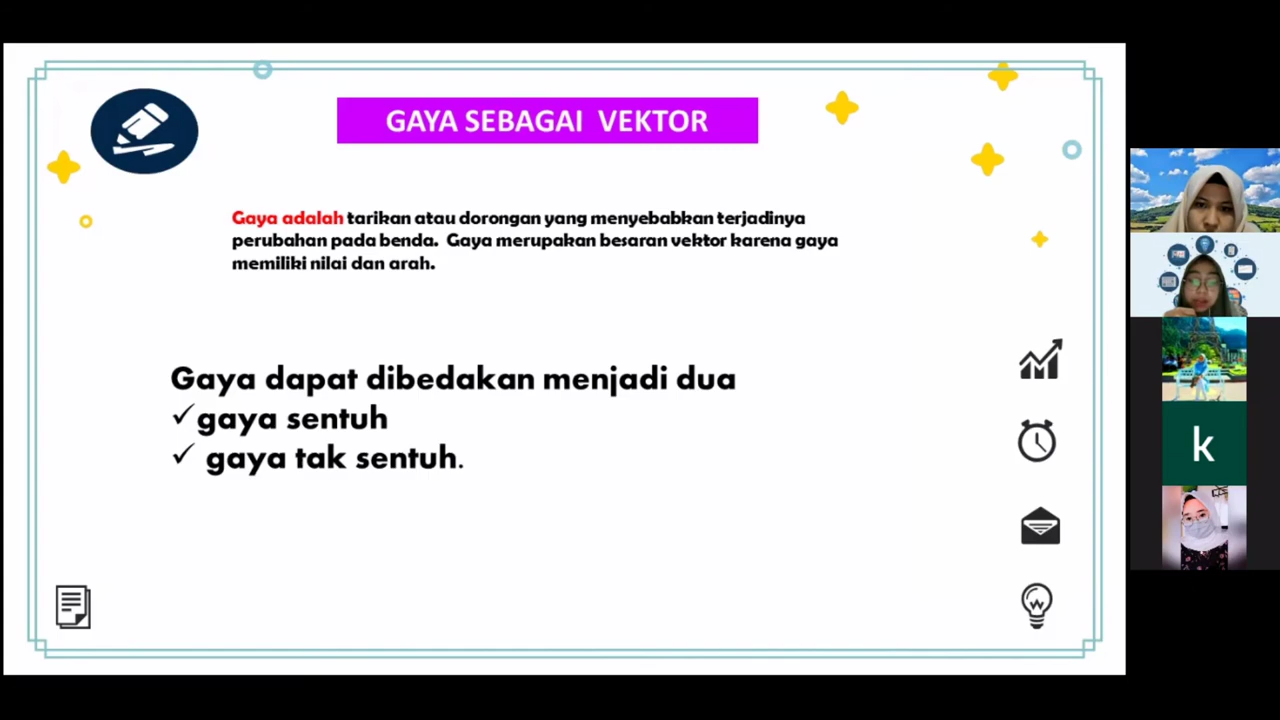 GAYA SEBAGAI VEKTOR
Gaya adalah tarikan atau dorongan yang menyebabkan terjadinya
perubahan pada benda. Gaya merupakan besaran vektor karena gaya
memiliki nilai dan arah.
Gaya dapat dibedakan menjadi dua
✓gaya sentuh
✓ gaya tak sentuh.
k